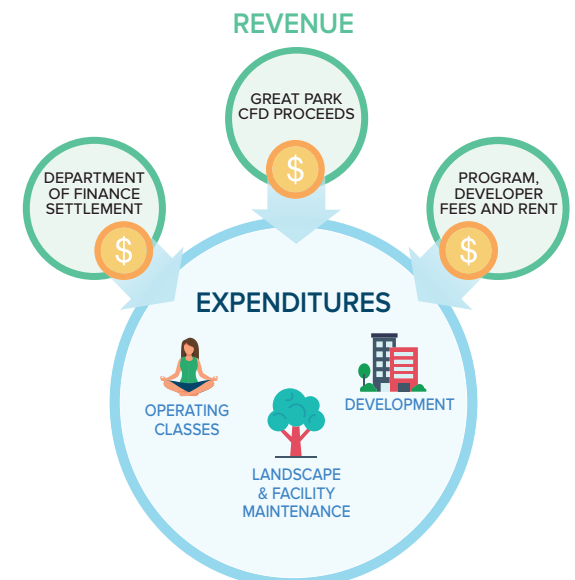 REVENUE
GREAT PARK
CFD PROCEEDS
$
DEPARTMENT
OF FINANCE
SETTLEMENT
$
PROGRAM,
DEVELOPER
FEES AND RENT
$
EXPENDITURES
OPERATING
CLASSES
LANDSCAPE
& FACILITY
MAINTENANCE
DEVELOPMENT